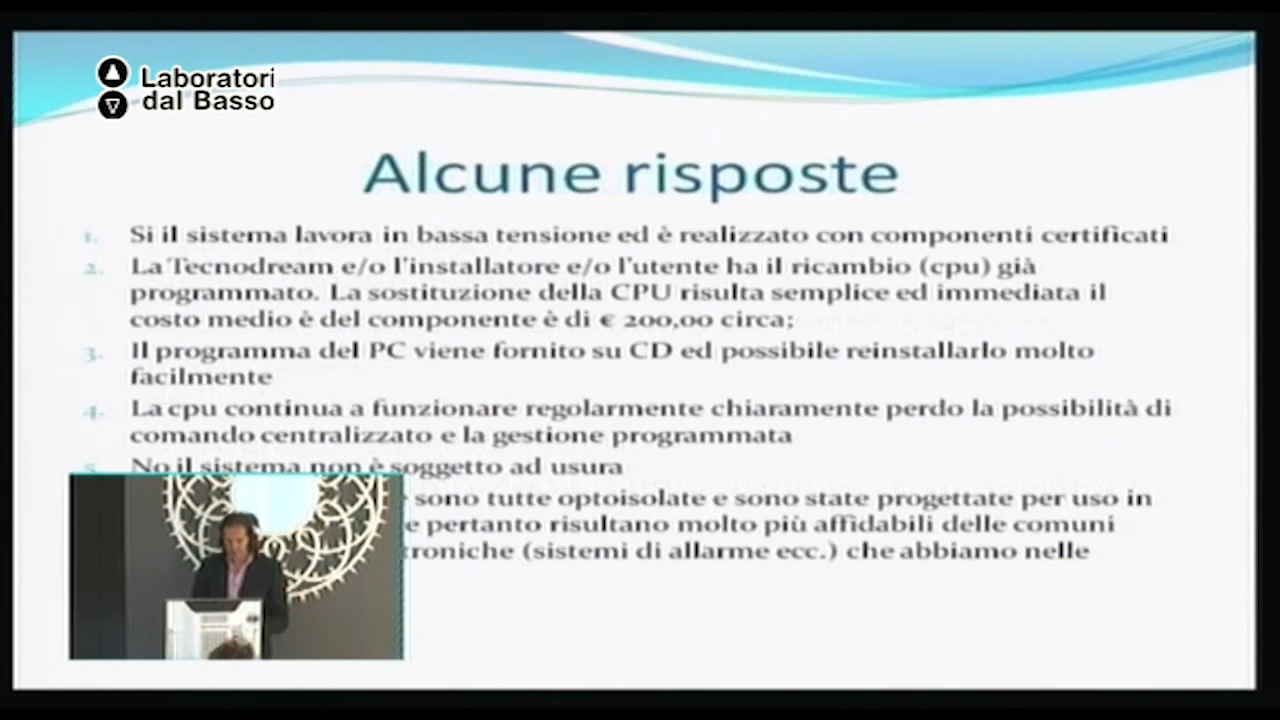 Laboratori
dal Basso
Alcune risposte
1. Si il sistema lavora in bassa tensione ed è realizzato con componenti certificati
2. La Tecnodream e/o l'installatore e/o l'utente ha il ricambio (cpu) già
programmato. La sostituzione della CPU risulta semplice ed immediata il
costo medio è del componente è di € 200,00 circa;
3. Il programma del PC viene fornito su CD ed possibile reinstallarlo molto
facilmente
4. La cpu continua a funzionare regolarmente chiaramente perdo la possibilità di
comando centralizzato e la gestione programmata
5. No il sistema non è soggetto ad usura
sono tutte optoisolate e sono state progettate per uso in
e pertanto risultano molto più affidabili delle comuni
troniche (sistemi di allarme ecc.) che abbiamo nelle